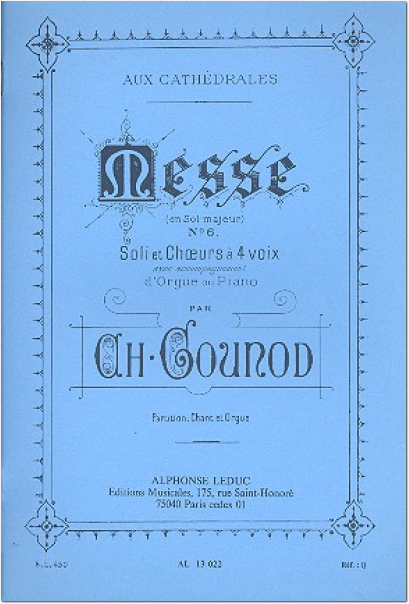 AUX CATHÉDRALES
Messe
(en Sol majeur)
Nº 6.
Soli et Chœurs à 4 voix
avec accompagnement
d'Orgue ou Piano
PAR
CH. GOUNOD
Partition, Chant et Orgue
ALPHONSE LEDUC
Editions Musicales, 175, rue Saint-Honoré
75040 Paris cedex 01
AL 13 022
Réf.: Q